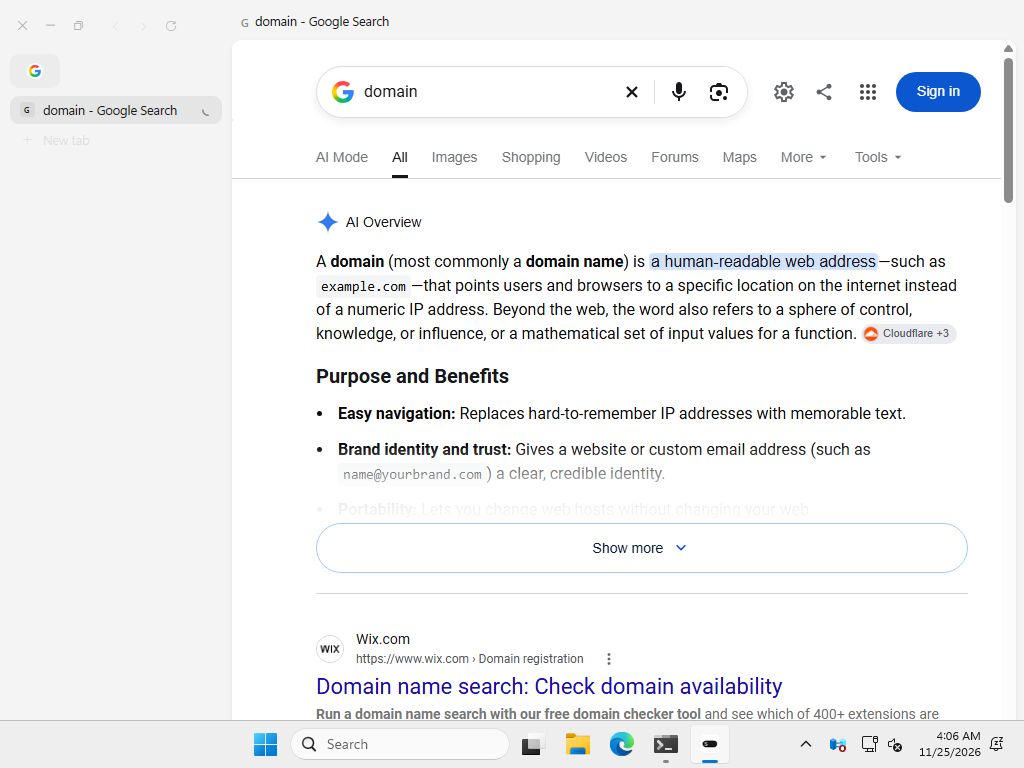 domain - Google Search
domain - Google Search
New tab
domain
Sign in
AI Mode All Images Shopping Videos Forums Maps More Tools
AI Overview
A domain (most commonly a domain name) is a human-readable web address—such as
example.com—that points users and browsers to a specific location on the internet instead
of a numeric IP address. Beyond the web, the word also refers to a sphere of control,
knowledge, or influence, or a mathematical set of input values for a function. Cloudflare +3
Purpose and Benefits
• Easy navigation: Replaces hard-to-remember IP addresses with memorable text.
• Brand identity and trust: Gives a website or custom email address (such as
name@yourbrand.com) a clear, credible identity.
• Portability: Lets you change web hosts without changing your web
Show more
WIX
Wix.com
https://www.wix.com › Domain registration
Domain name search: Check domain availability
Run a domain name search with our free domain checker tool and see which of 400+ extensions are
Search
4:06 AM
11/25/2026